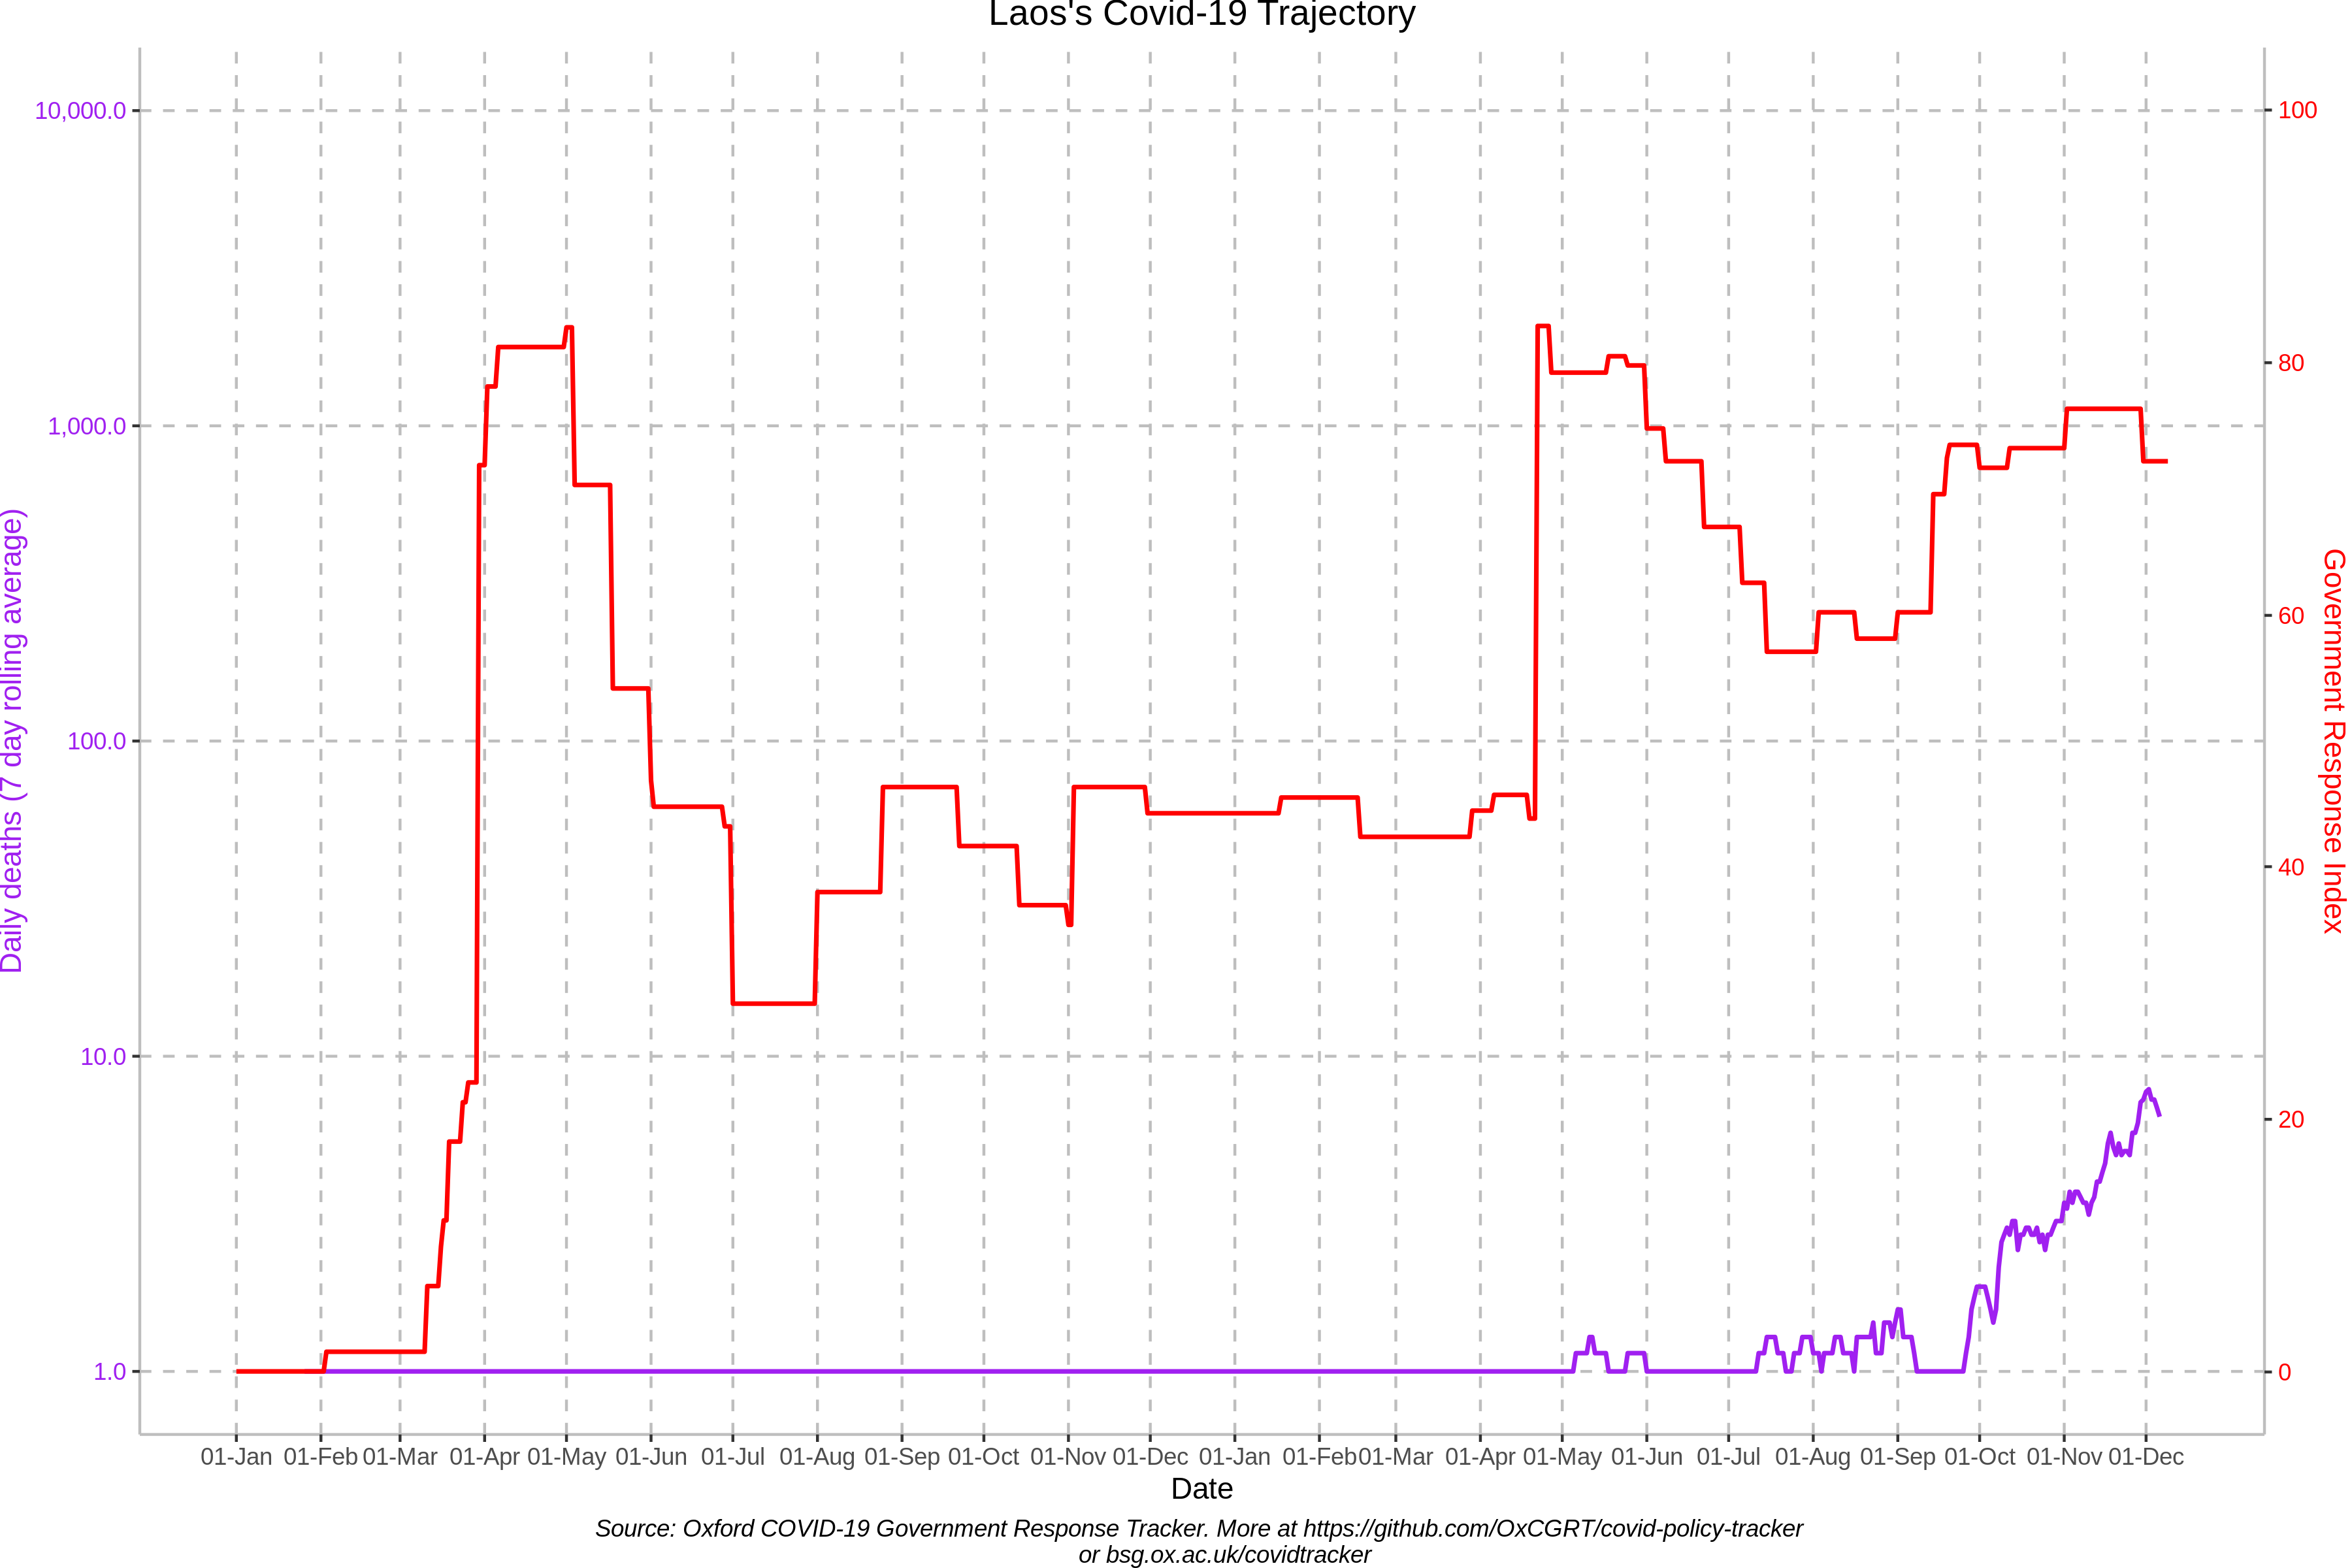 Laos's Covid-19 Trajectory
10,000.0
1,000.0
100.0
10.0
1.0
Daily deaths (7 day rolling average)
100
80
60
40
20
0
Government Response Index
01-Jan 01-Feb 01-Mar 01-Apr 01-May 01-Jun 01-Jul 01-Aug 01-Sep 01-Oct 01-Nov 01-Dec 01-Jan 01-Feb 01-Mar 01-Apr 01-May 01-Jun 01-Jul 01-Aug 01-Sep 01-Oct 01-Nov 01-Dec
Date
Source: Oxford COVID-19 Government Response Tracker. More at https://github.com/OxCGRT/covid-policy-tracker
or bsg.ox.ac.uk/covidtracker